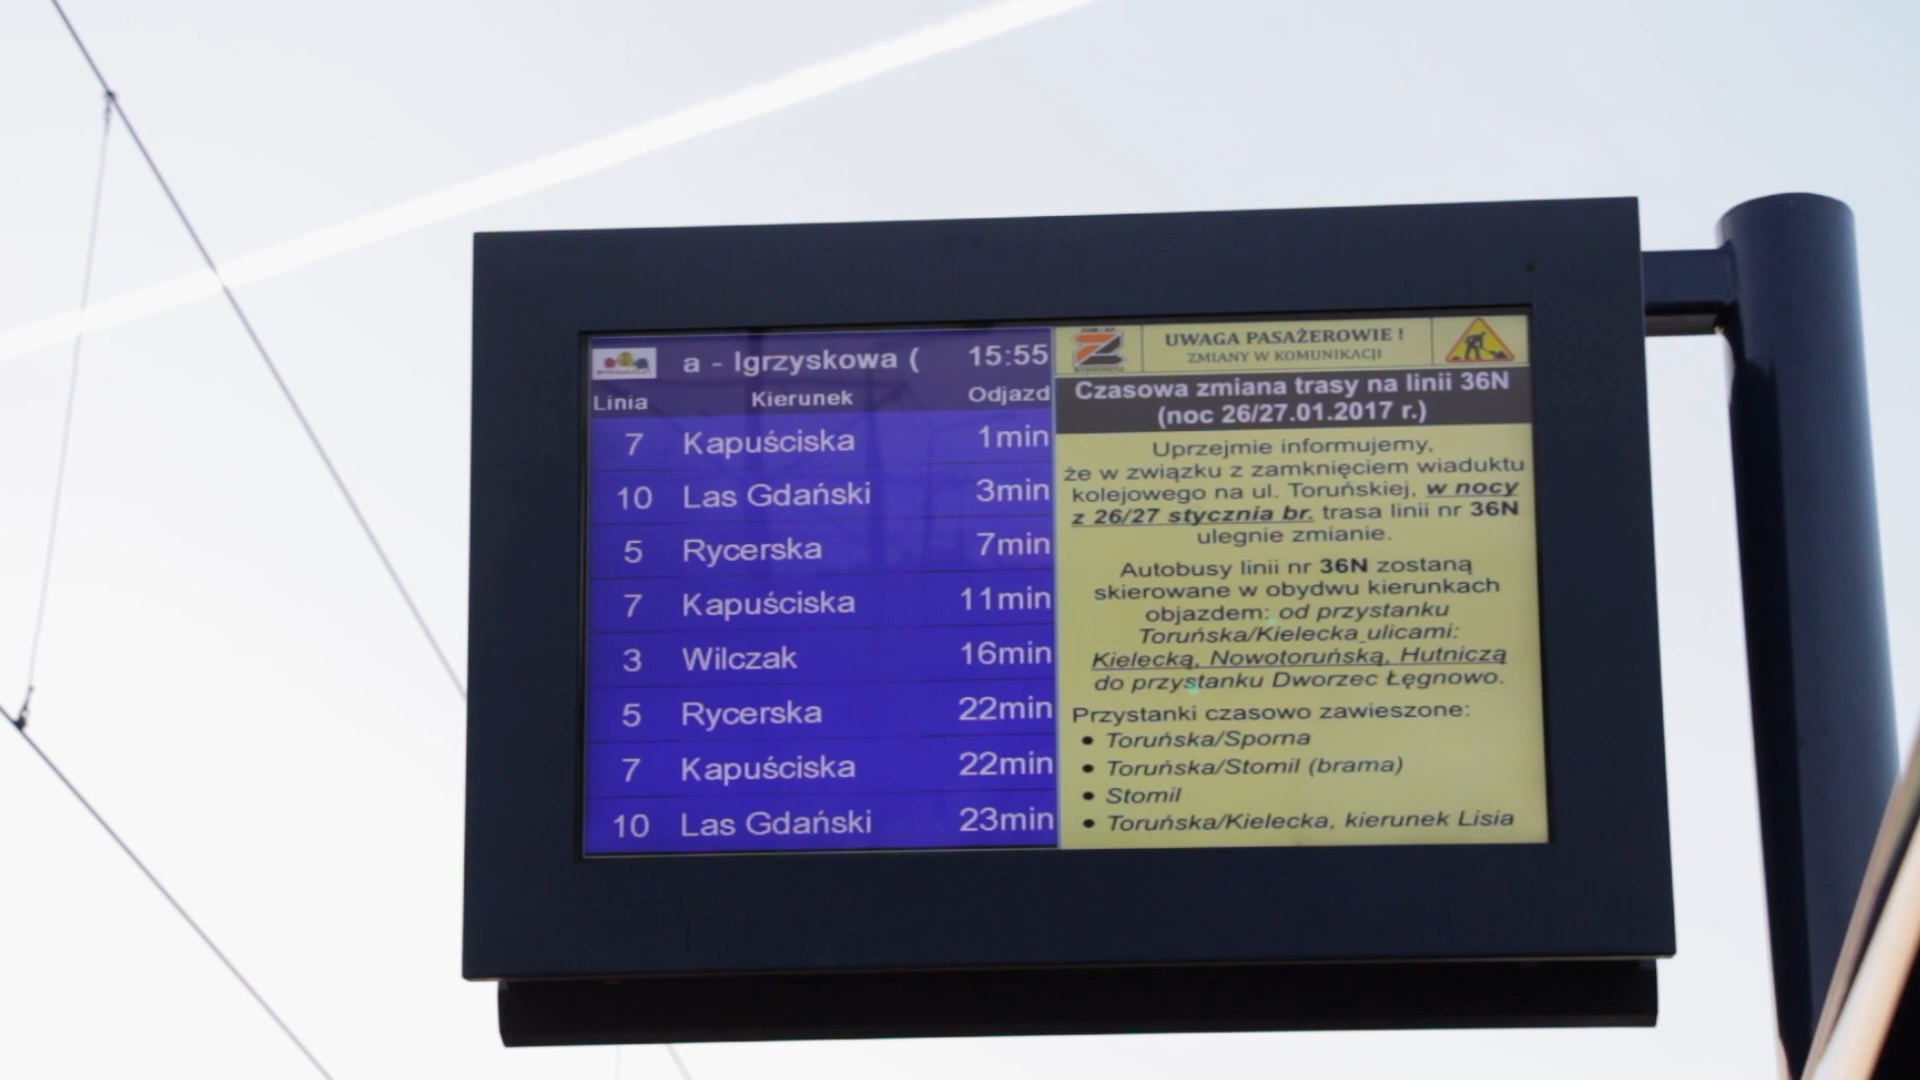 a - Igrzyskowa ( 15:55
Linia Kierunek Odjazd
7 Kapuściska 1min
10 Las Gdański 3min
5 Rycerska 7min
7 Kapuściska 11min
3 Wilczak 16min
5 Rycerska 22min
7 Kapuściska 22min
10 Las Gdański 23min
UWAGA PASAŻEROWIE !
ZMIANY W KOMUNIKACJI
Czasowa zmiana trasy na linii 36N
(noc 26/27.01.2017 r.)
Uprzejmie informujemy,
że w związku z zamknięciem wiaduktu
kolejowego na ul. Toruńskiej, w nocy
z 26/27 stycznia br. trasa linii nr 36N
ulegnie zmianie.
Autobusy linii nr 36N zostaną
skierowane w obydwu kierunkach
objazdem: od przystanku
Toruńska/Kielecka ulicami:
Kielecką, Nowotoruńską, Hutniczą
do przystanku Dworzec Łęgnowo.
Przystanki czasowo zawieszone:
• Toruńska/Sporna
• Toruńska/Stomil (brama)
• Stomil
• Toruńska/Kielecka, kierunek Lisia